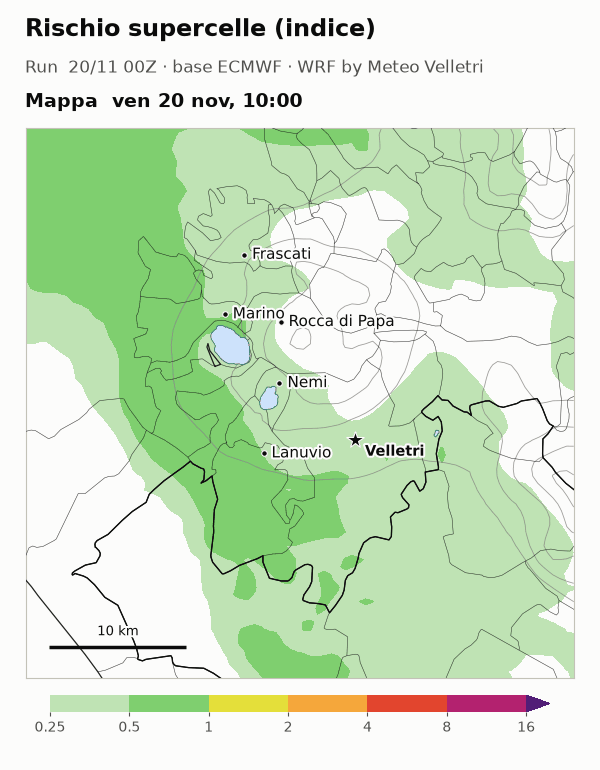 Rischio supercelle (indice)
Run  20/11 00Z · base ECMWF · WRF by Meteo Velletri
Mappa  ven 20 nov, 10:00
Frascati
Marino
Rocca di Papa
Nemi
Velletri
Lanuvio
10 km
0.25 0.5 1 2 4 8 16